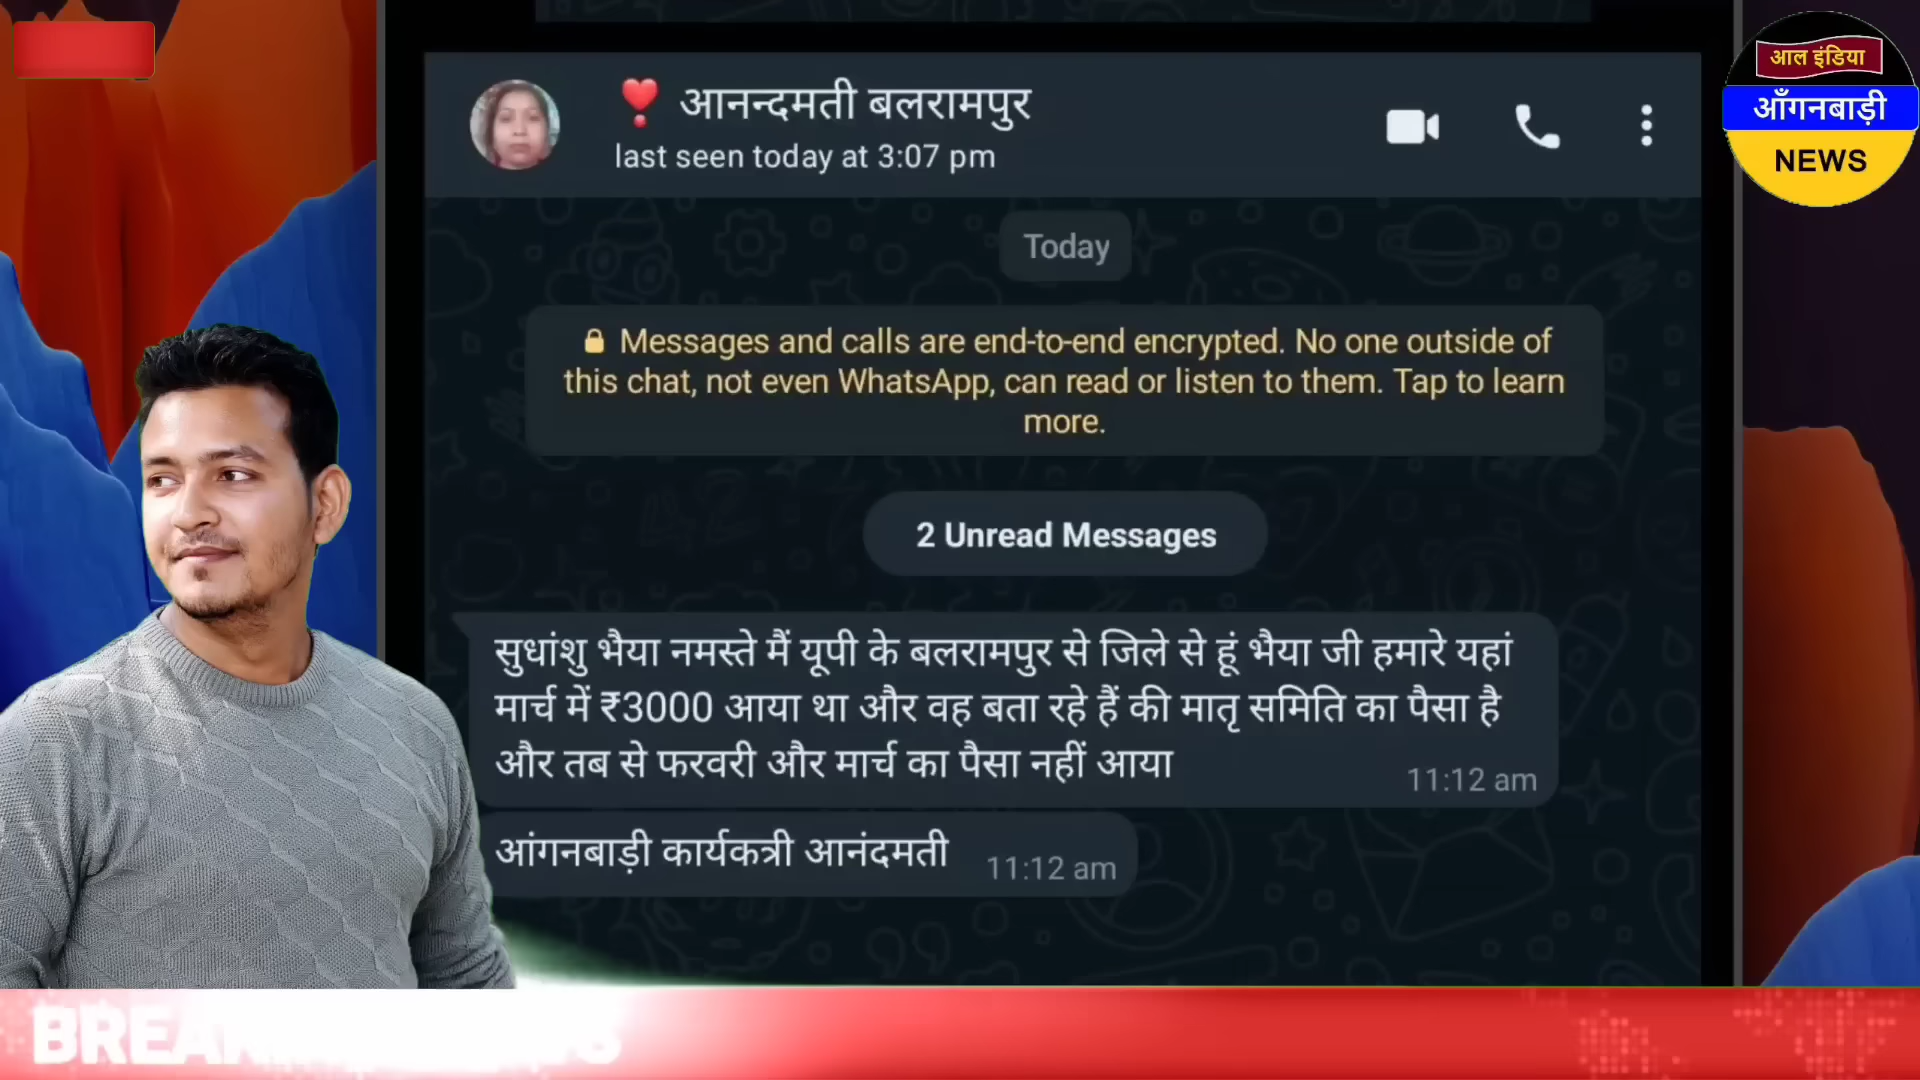 आल इंडिया
आँगनबाड़ी
NEWS
आनन्दमती बलरामपुर
last seen today at 3:07 pm
Today
Messages and calls are end-to-end encrypted. No one outside of
this chat, not even WhatsApp, can read or listen to them. Tap to learn
more.
2 Unread Messages
सुधांशु भैया नमस्ते मैं यूपी के बलरामपुर से जिले से हूं भैया जी हमारे यहां
मार्च में ₹3000 आया था और वह बता रहे हैं की मातृ समिति का पैसा है
और तब से फरवरी और मार्च का पैसा नहीं आया
11:12 am
आंगनबाड़ी कार्यकत्री आनंदमती
11:12 am